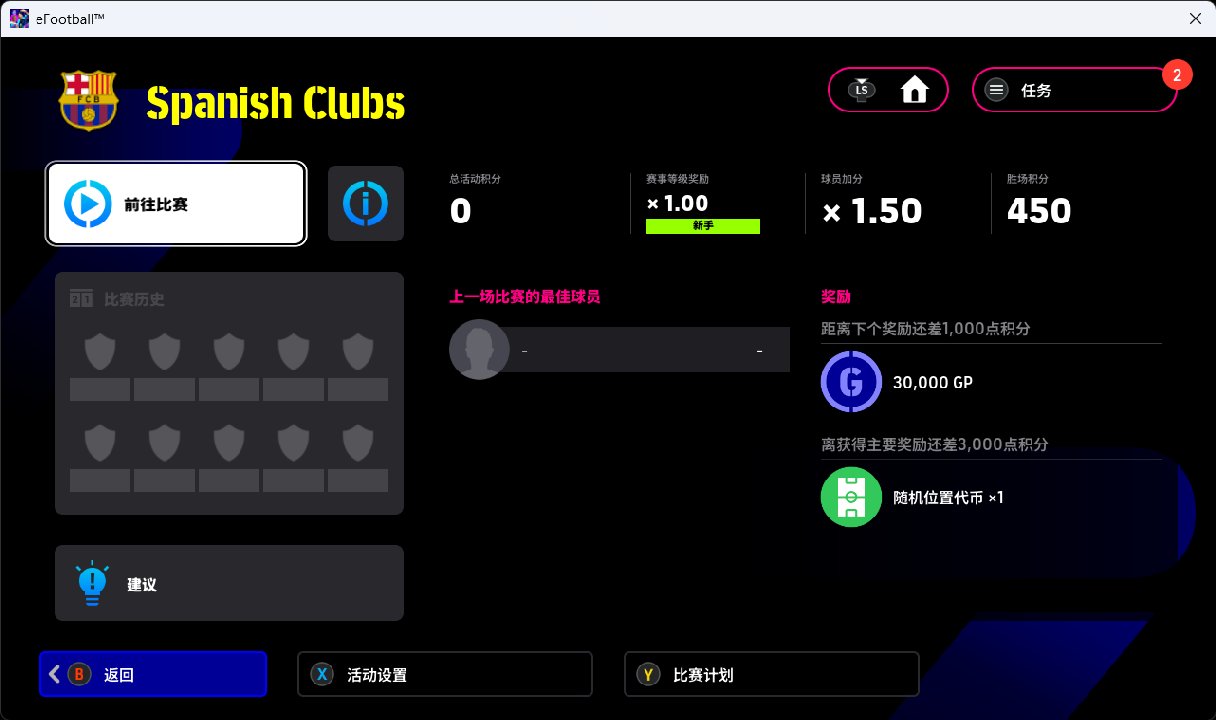 eFootball™
FCB
Spanish Clubs
LS
任务
2
前往比赛
总活动积分
0
赛事等级奖励
× 1.00
新手
球员加分
× 1.50
胜场积分
450
2 1 比赛历史
上一场比赛的最佳球员
-
-
奖励
距离下个奖励还差1,000点积分
G
30,000 GP
离获得主要奖励还差3,000点积分
随机位置代币 ×1
建议
B 返回
X 活动设置
Y 比赛计划